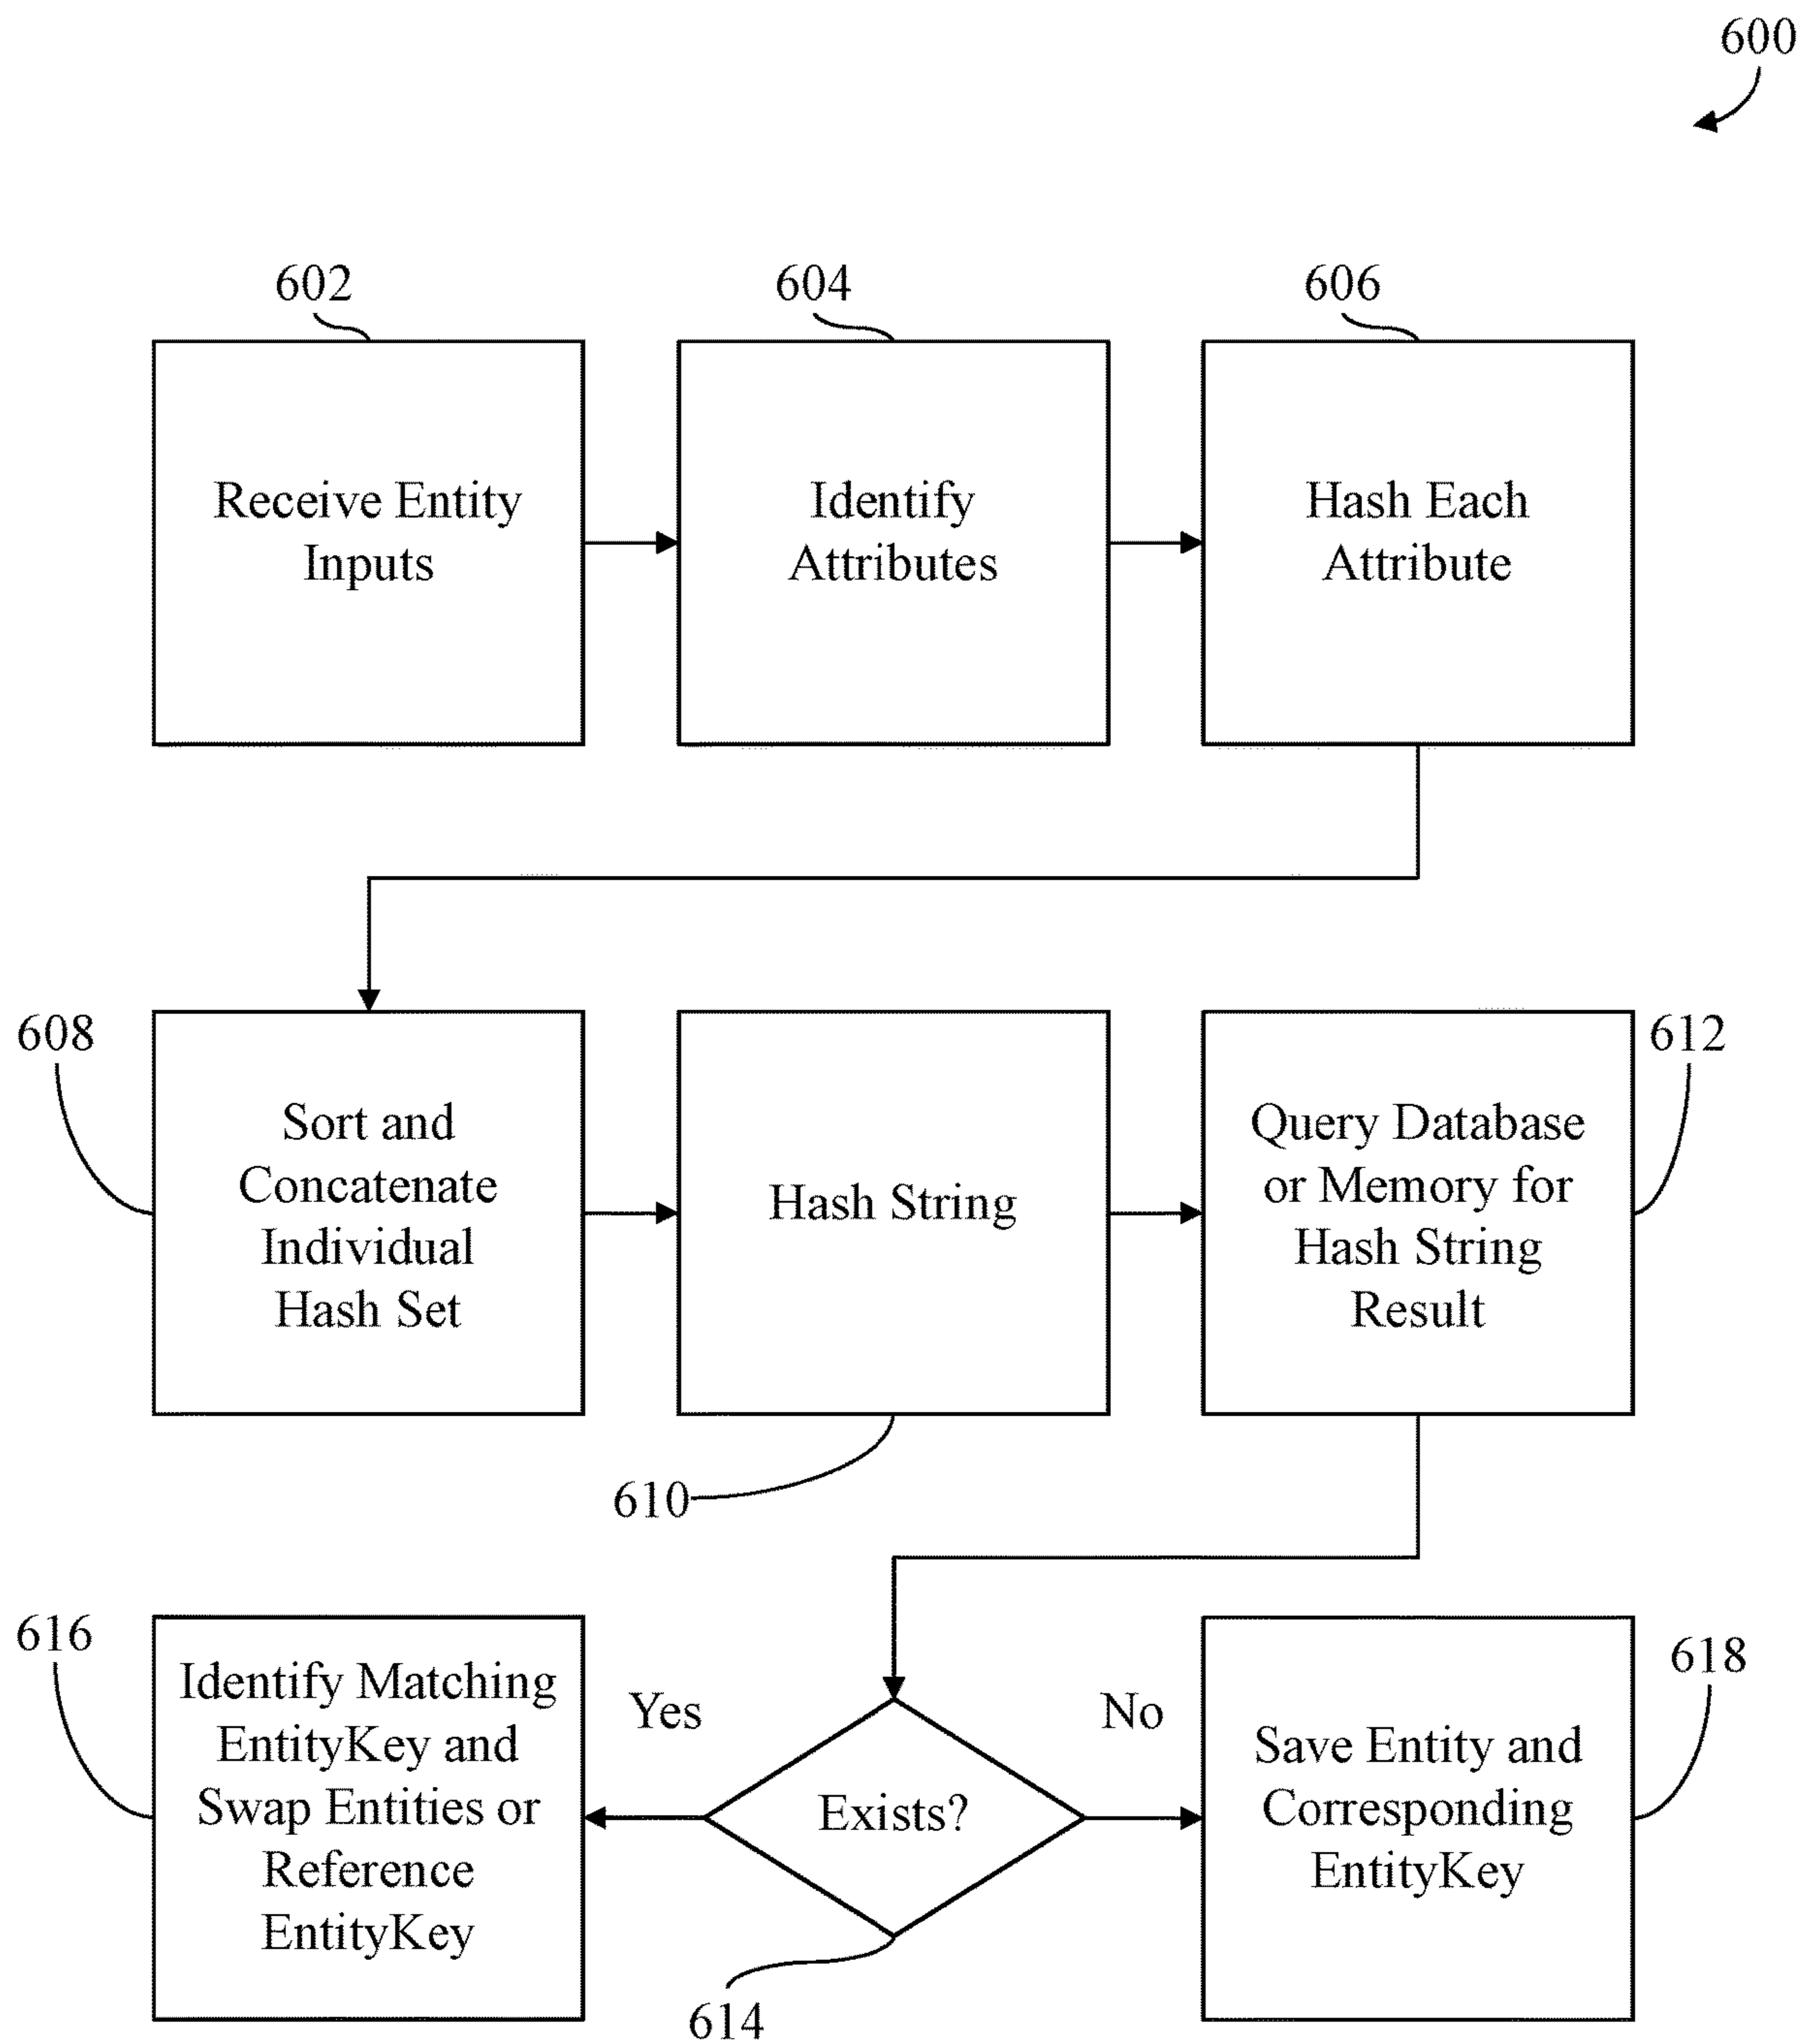 600
602
604
606
Receive Entity
Inputs
Identify
Attributes
Hash Each
Attribute
608
Sort and
Concatenate
Individual
Hash Set
Hash String
610
Query Database
or Memory for
Hash String
Result
612
616
Identify Matching
EntityKey and
Swap Entities or
Reference
EntityKey
Yes
Exists?
614
No
Save Entity and
Corresponding
EntityKey
618